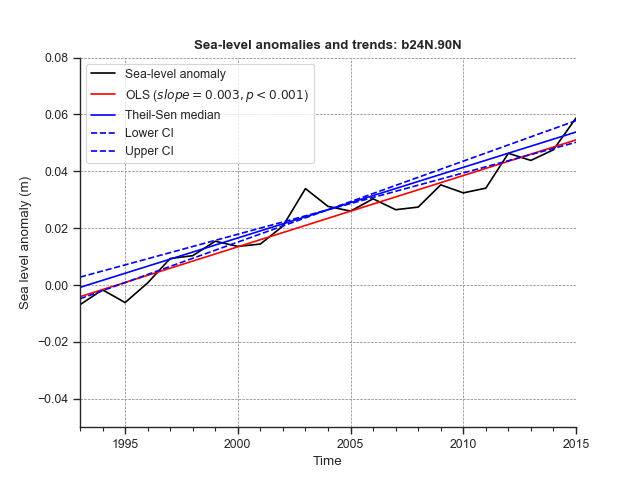 Sea-level anomalies and trends: b24N.90N
0.08
0.06
0.04
0.02
0.00
−0.02
−0.04
Sea level anomaly (m)
Sea-level anomaly
OLS (slope = 0.003, p < 0.001)
Theil-Sen median
Lower CI
Upper CI
1995
2000
2005
2010
2015
Time